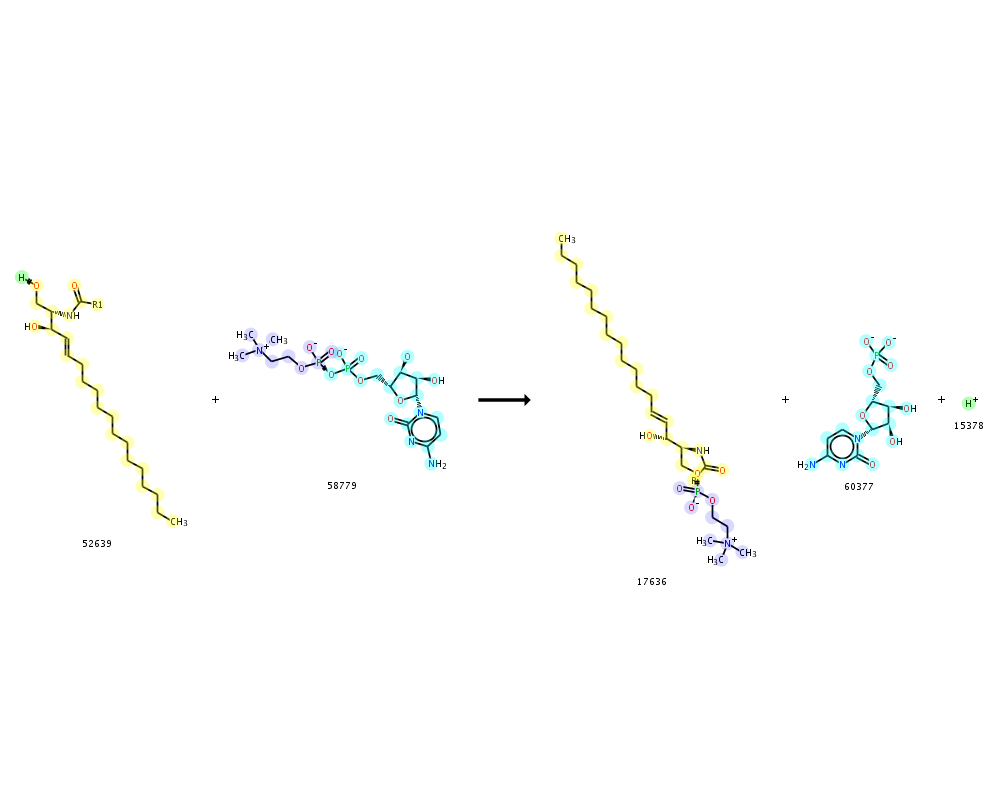 H
O
O
R1
NH
HO
CH3
52639
+
H3C
CH3
H3C
N+
O
O-
P
O
O
O-
P
O
O
O
OH
O
N
O
N
NH2
58779
CH3
HO
NH
O
O
R
O
P
O-
O
H3C
N+
CH3
H3C
17636
+
O-
O-
P
O
O
O
OH
OH
N
N
O
H2N
60377
+
H+
15378